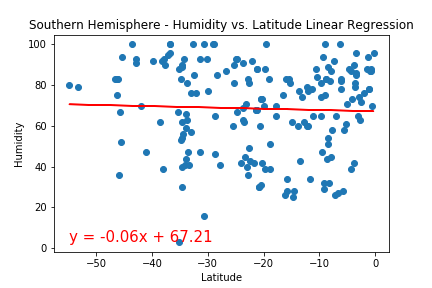 Southern Hemisphere - Humidity vs. Latitude Linear Regression
100
80
60
40
20
0
Humidity
y = -0.06x + 67.21
−50 −40 −30 −20 −10 0
Latitude